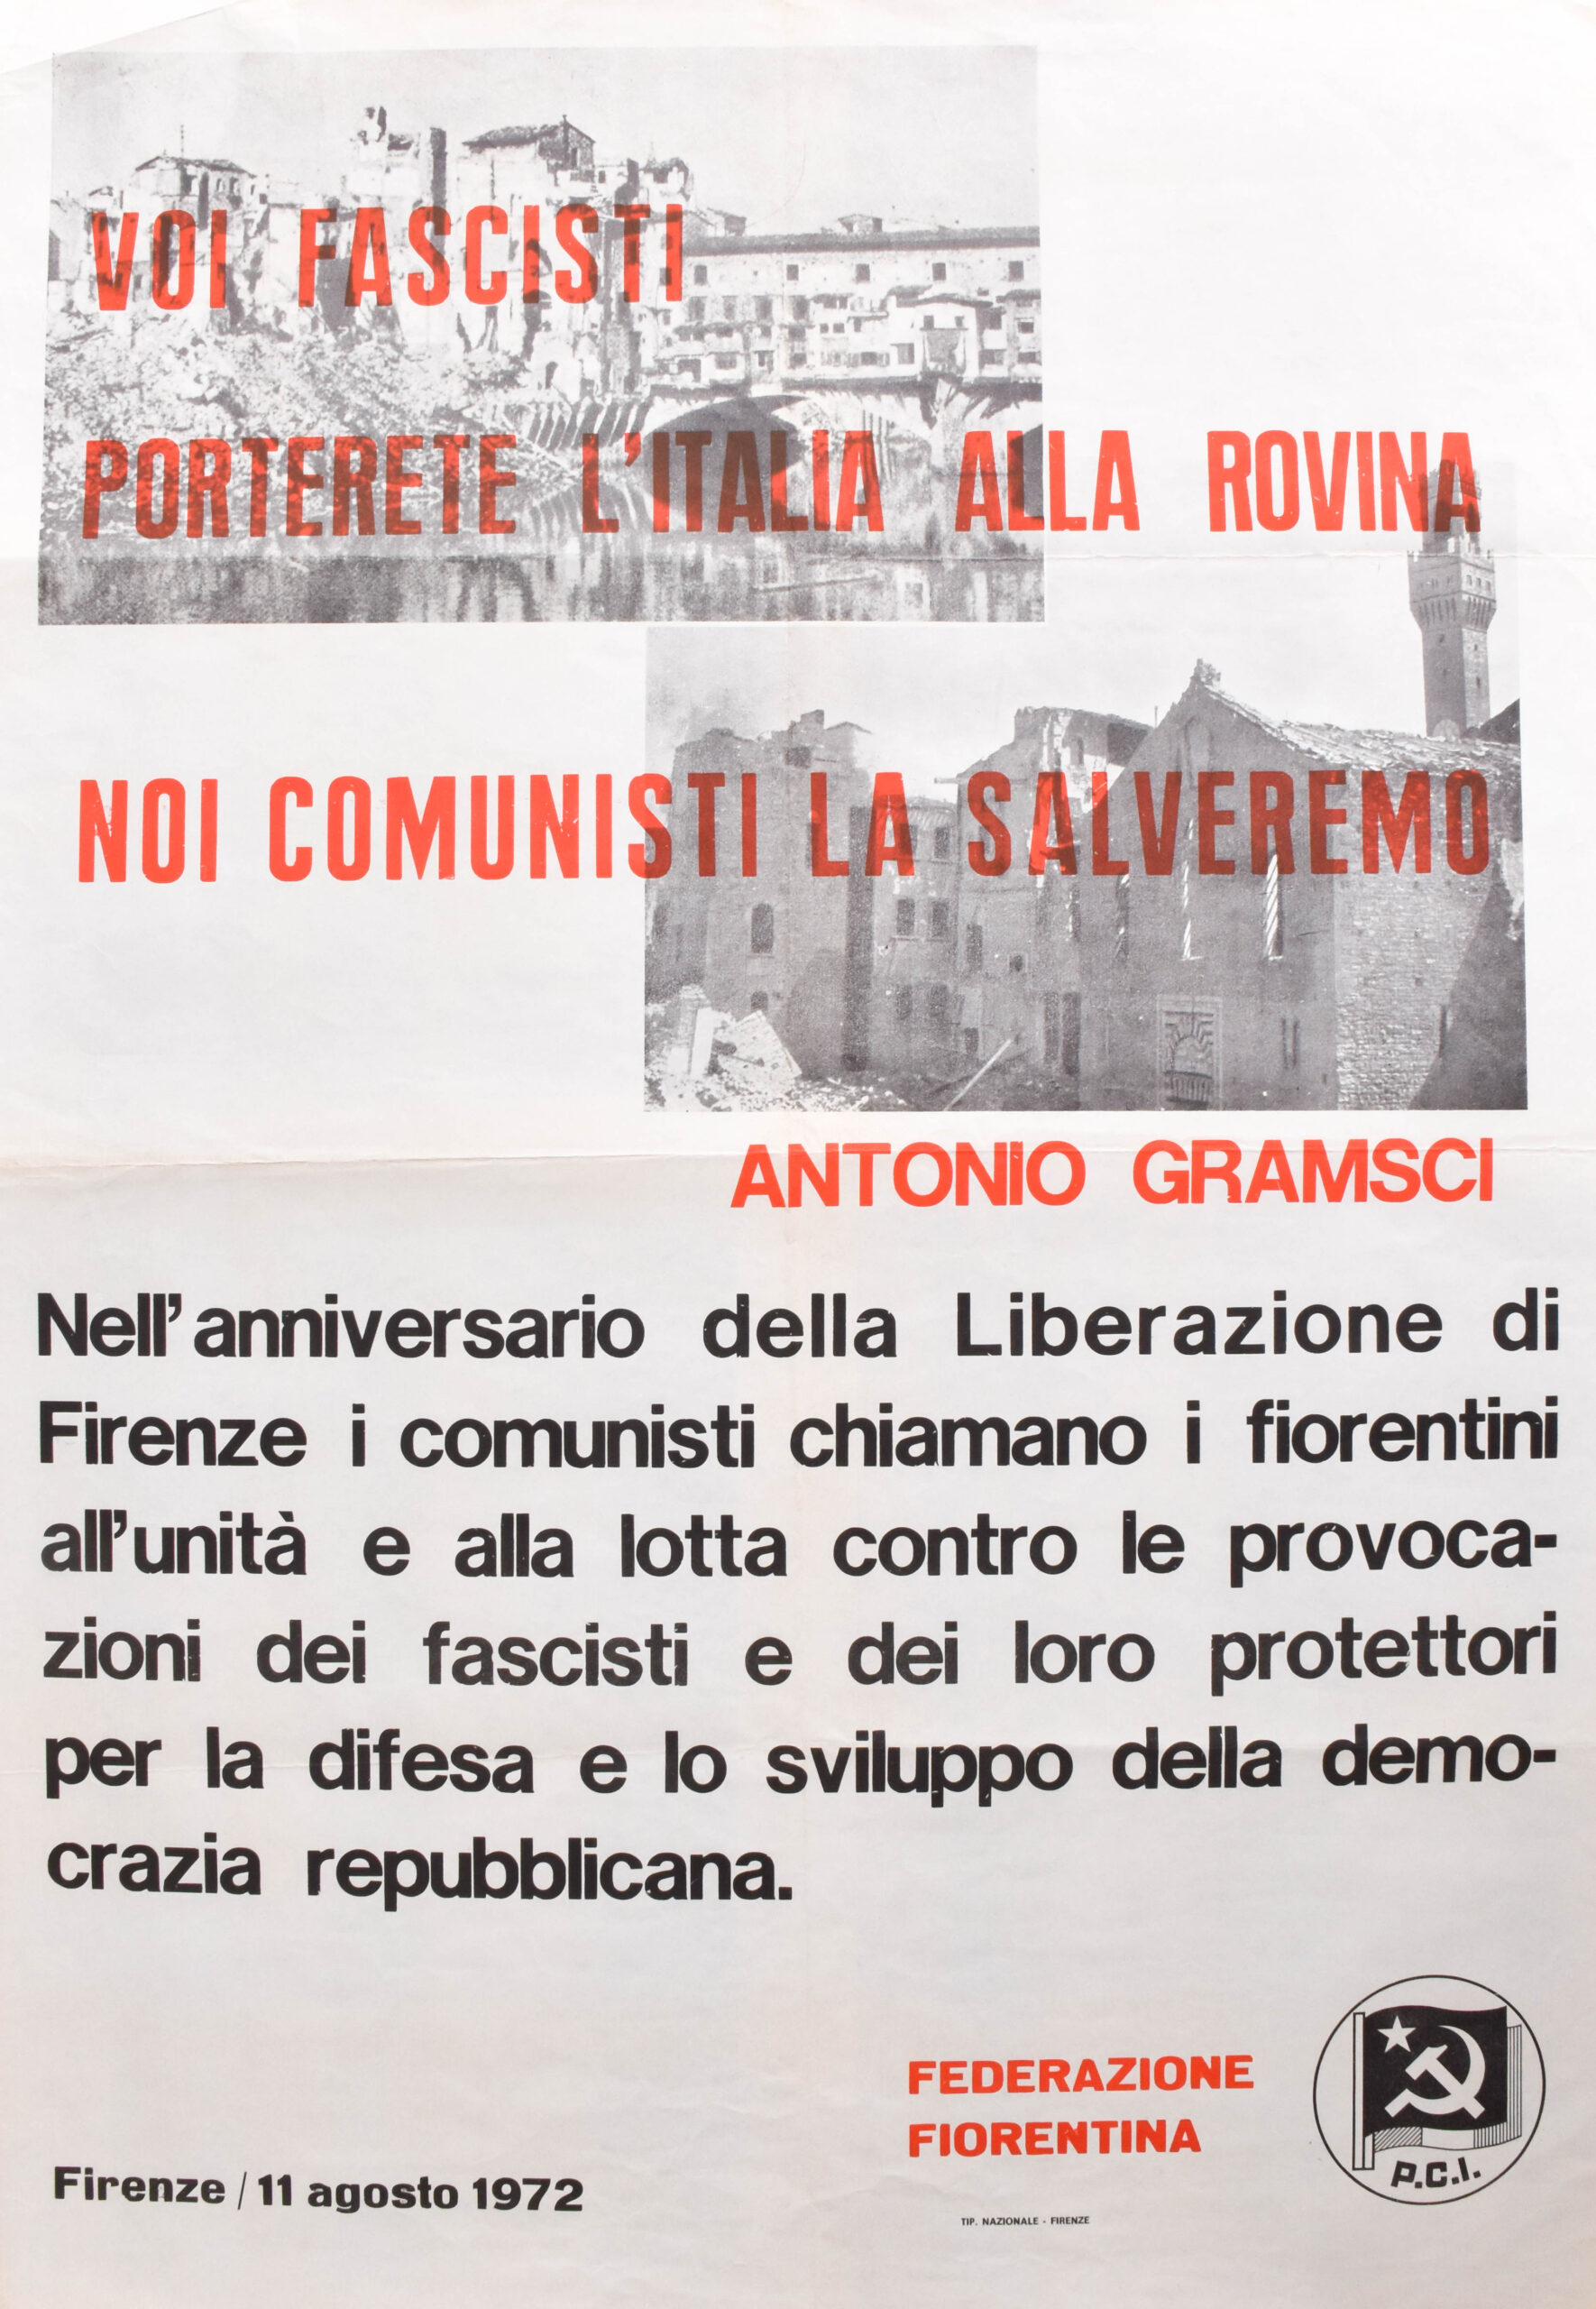 VOI FASCISTI
PORTERETE L'ITALIA ALLA ROVINA
NOI COMUNISTI LA SALVEREMO
ANTONIO GRAMSCI
Nell'anniversario della Liberazione di
Firenze i comunisti chiamano i fiorentini
all'unità e alla lotta contro le provoca-
zioni dei fascisti e dei loro protettori
per la difesa e lo sviluppo della demo-
crazia repubblicana.
FEDERAZIONE
FIORENTINA
P.C.I.
Firenze / 11 agosto 1972
TIP. NAZIONALE - FIRENZE